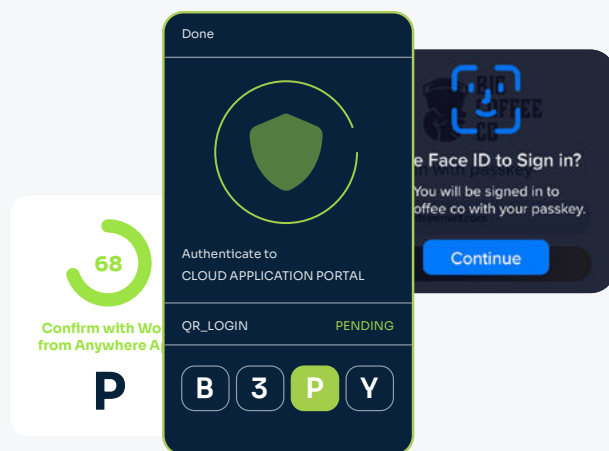 Done
Authenticate to
CLOUD APPLICATION PORTAL
QR_LOGIN PENDING
B 3 P Y
68
Confirm with Wo
from Anywhere A
P
e Face ID to Sign in?
You will be signed in to
offee co with your passkey.
Continue